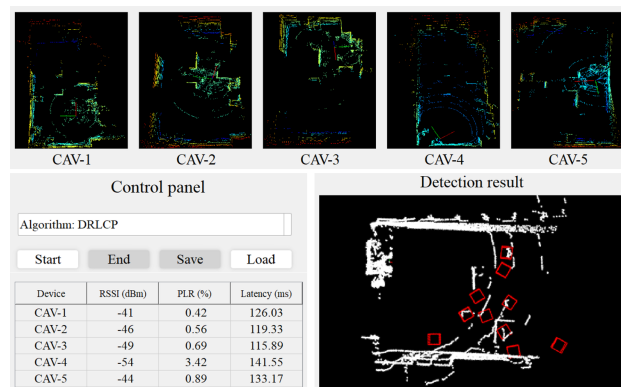 CAV-1 CAV-2 CAV-3 CAV-4 CAV-5
Control panel
Algorithm: DRLCP
Start End Save Load
Device RSSI (dBm) PLR (%) Latency (ms)
CAV-1 -41 0.42 126.03
CAV-2 -46 0.56 119.33
CAV-3 -49 0.69 115.89
CAV-4 -54 3.42 141.55
CAV-5 -44 0.89 133.17
Detection result